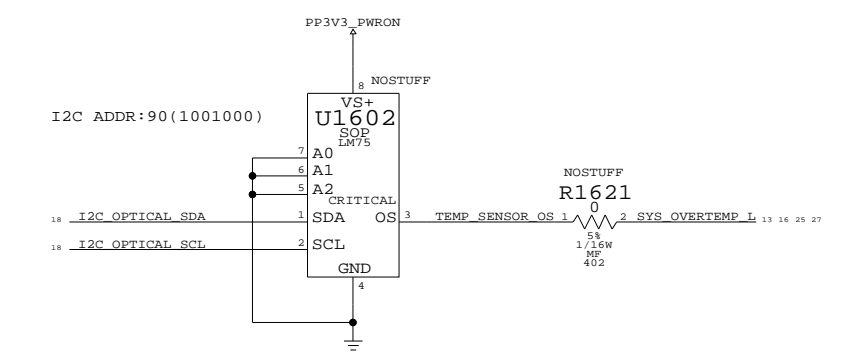 PP3V3_PWRON
8 NOSTUFF
I2C ADDR:90(1001000)
VS+
U1602
SOP
LM75
7 A0
6 A1
5 A2
CRITICAL
18 I2C_OPTICAL_SDA 1 SDA OS 3 TEMP_SENSOR_OS 1 2 SYS_OVERTEMP_L 13 16 25 27
NOSTUFF
R1621
0
5%
1/16W
MF
402
18 I2C_OPTICAL_SCL 2 SCL
GND
4